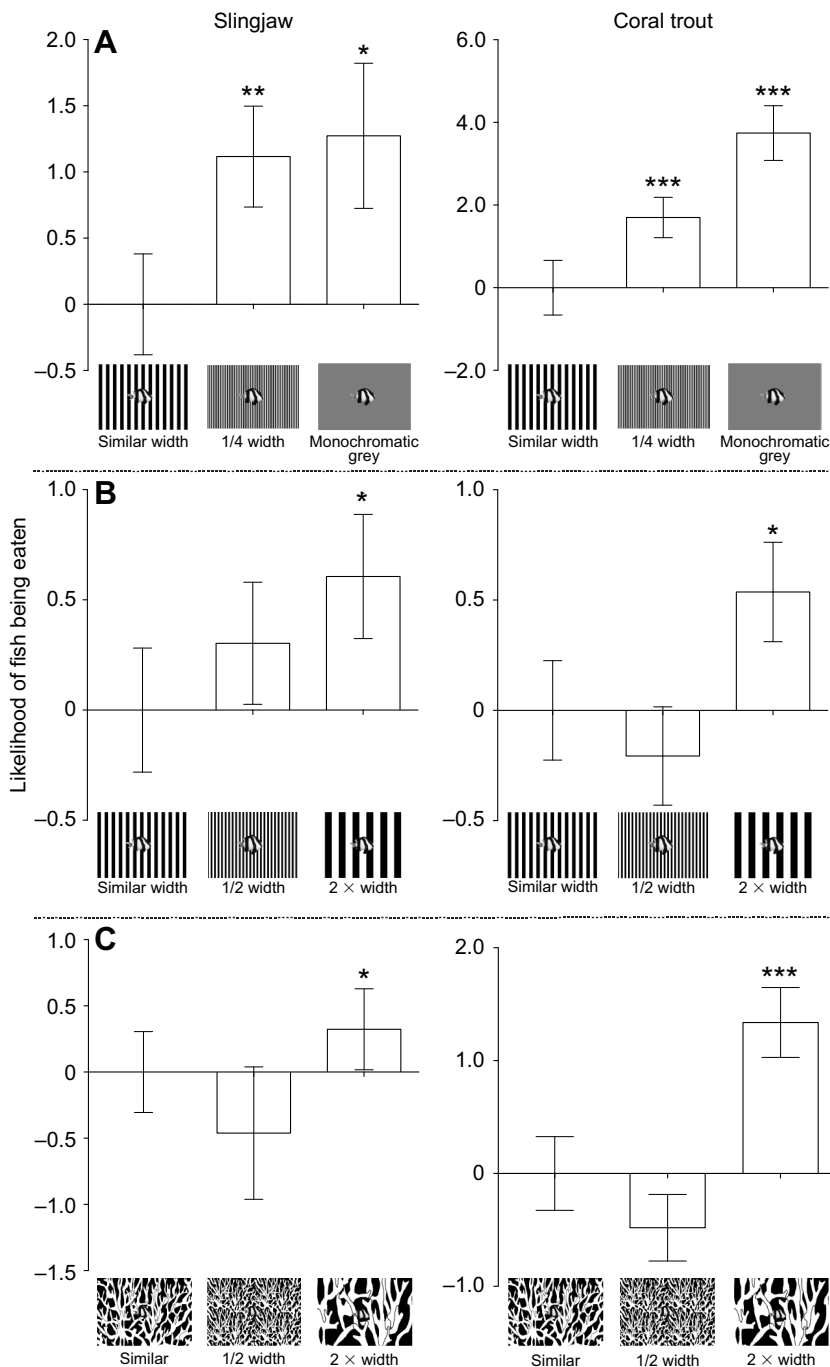 Slingjaw
Coral trout
A
2.0
1.5
1.0
0.5
0
–0.5
**
*
Similar width
1/4 width
Monochromatic
grey
6.0
4.0
2.0
0
–2.0
***
***
Similar width
1/4 width
Monochromatic
grey
Likelihood of fish being eaten
B
1.0
0.5
0
–0.5
*
Similar width
1/2 width
2 × width
1.0
0.5
0
–0.5
*
Similar width
1/2 width
2 × width
C
1.0
0.5
0
–0.5
–1.0
–1.5
*
Similar
1/2 width
2 × width
2.0
1.0
0
–1.0
***
Similar
1/2 width
2 × width